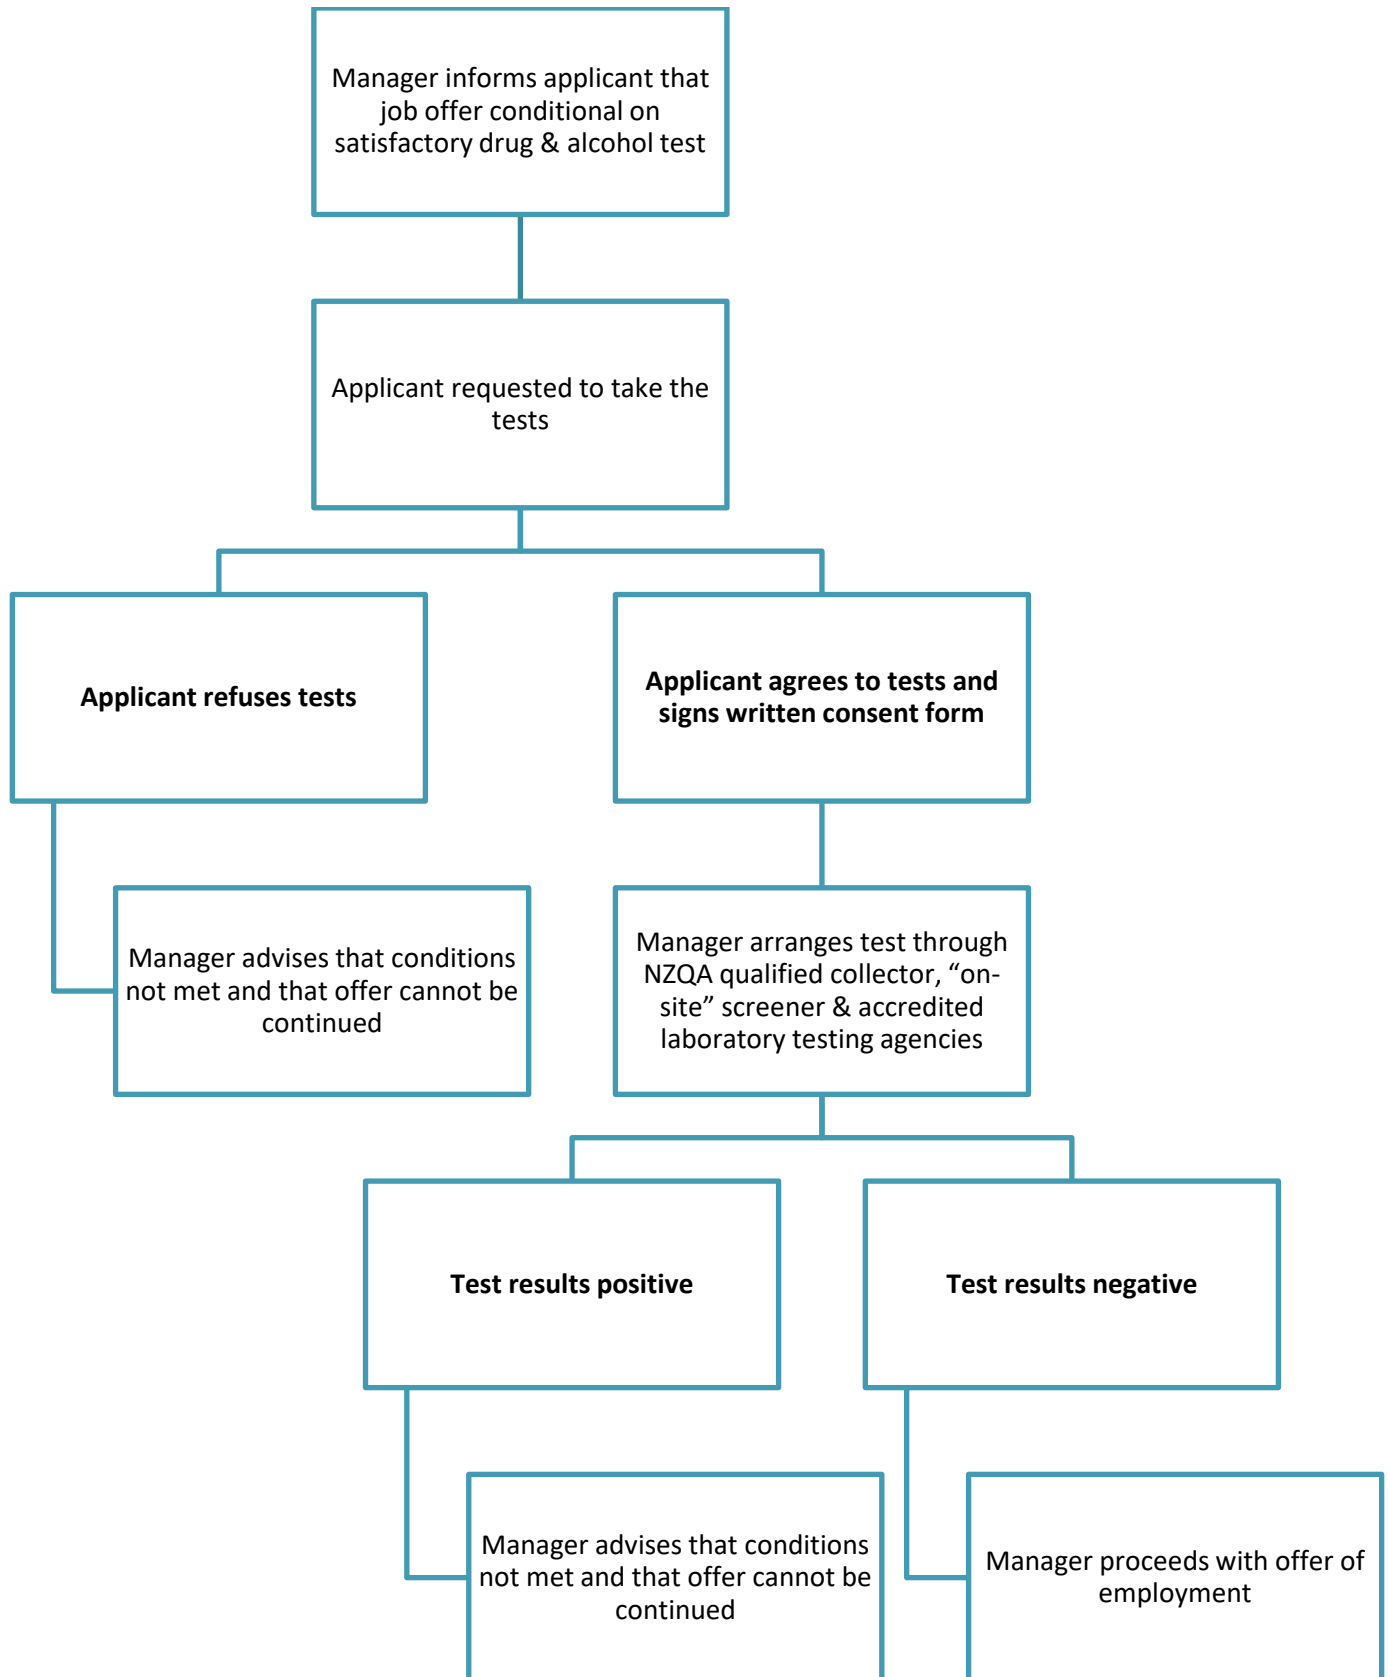 Manager informs applicant that
job offer conditional on
satisfactory drug & alcohol test
Applicant requested to take the
tests
Applicant refuses tests
Applicant agrees to tests and
signs written consent form
Manager advises that conditions
not met and that offer cannot be
continued
Manager arranges test through
NZQA qualified collector, “on-
site” screener & accredited
laboratory testing agencies
Test results positive
Test results negative
Manager advises that conditions
not met and that offer cannot be
continued
Manager proceeds with offer of
employment